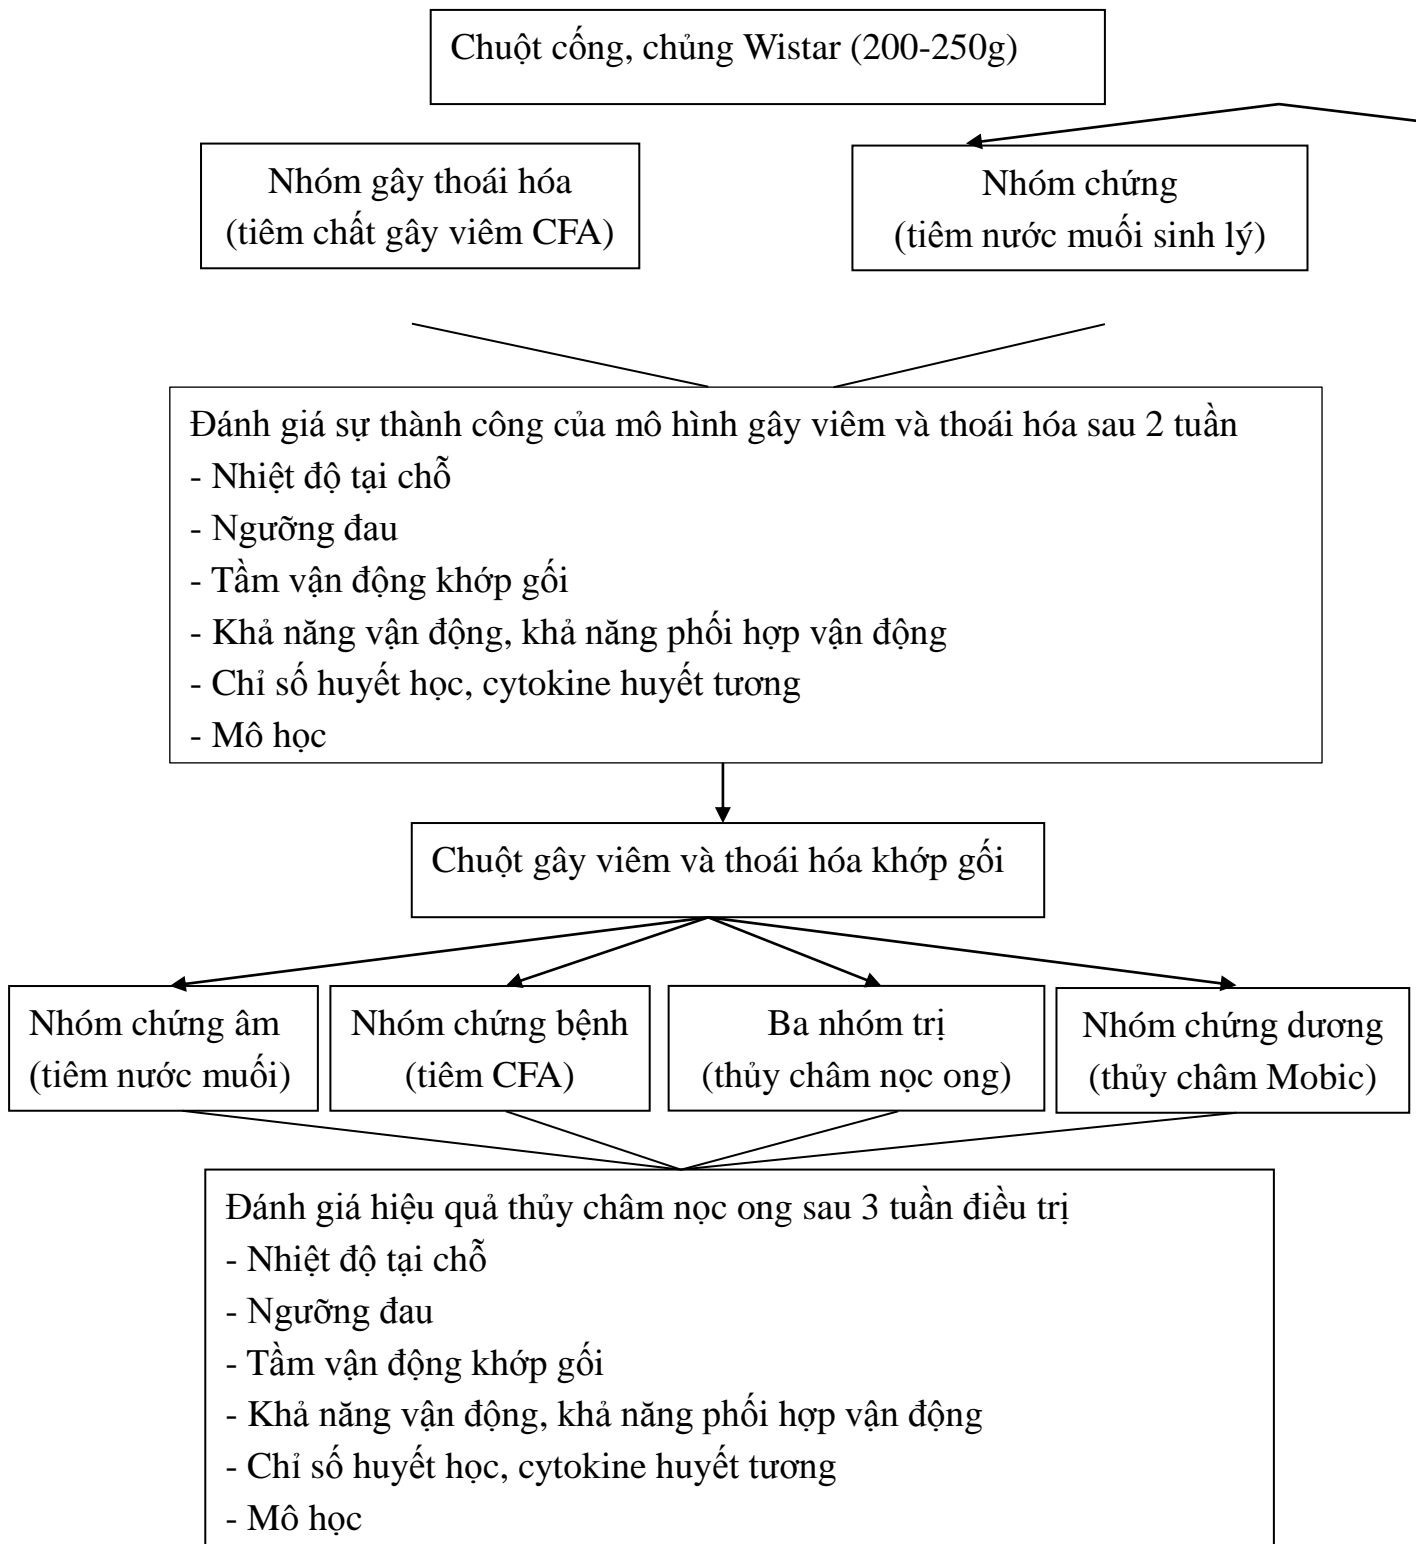 Chuột cống, chủng Wistar (200-250g)
Nhóm gây thoái hóa
(tiêm chất gây viêm CFA)
Nhóm chứng
(tiêm nước muối sinh lý)
Đánh giá sự thành công của mô hình gây viêm và thoái hóa sau 2 tuần
- Nhiệt độ tại chỗ
- Ngưỡng đau
- Tầm vận động khớp gối
- Khả năng vận động, khả năng phối hợp vận động
- Chỉ số huyết học, cytokine huyết tương
- Mô học
Chuột gây viêm và thoái hóa khớp gối
Nhóm chứng âm
(tiêm nước muối)
Nhóm chứng bệnh
(tiêm CFA)
Ba nhóm trị
(thủy châm nọc ong)
Nhóm chứng dương
(thủy châm Mobic)
Đánh giá hiệu quả thủy châm nọc ong sau 3 tuần điều trị
- Nhiệt độ tại chỗ
- Ngưỡng đau
- Tầm vận động khớp gối
- Khả năng vận động, khả năng phối hợp vận động
- Chỉ số huyết học, cytokine huyết tương
- Mô học